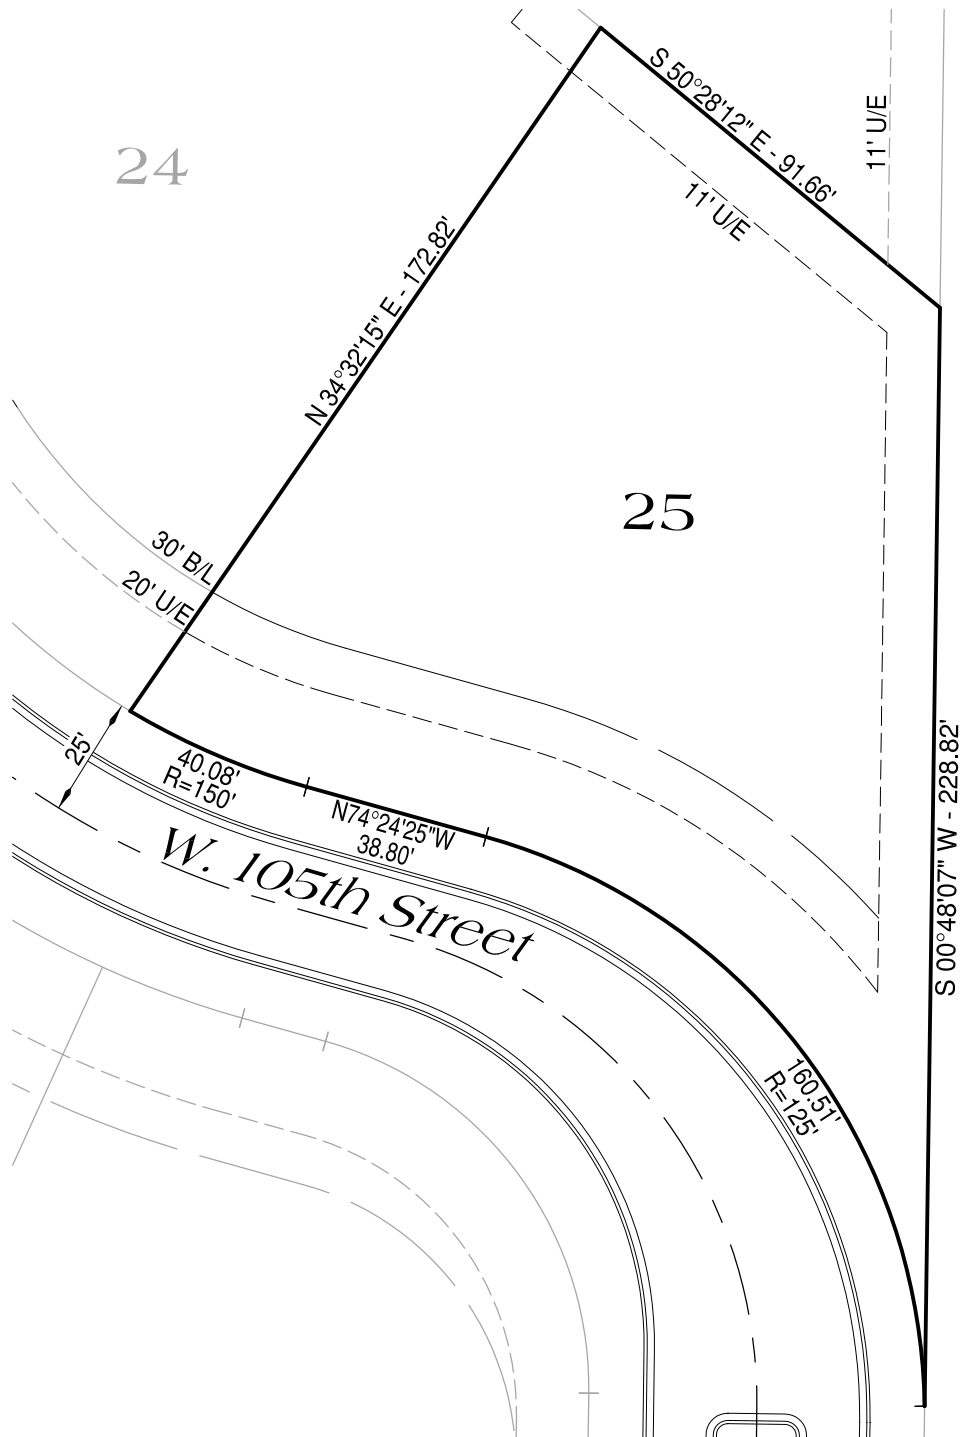 S 50°28'12" E - 91.66'
11' U/E
24
11' U/E
N 34°32'15" E - 172.82'
25
30' B/L
20' U/E
25'
40.08'
R=150'
N74°24'25"W
38.80'
S 00°48'07" W - 228.82'
W. 105th Street
160.51'
R=125'